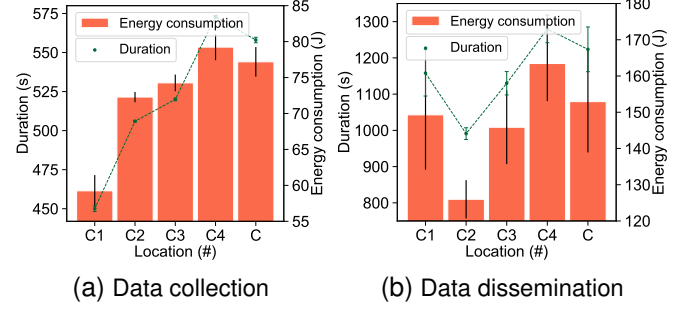 Energy consumption
Duration
575
550
525
500
475
450
Duration (s)
85
80
75
70
65
60
55
Energy consumption (J)
C1 C2 C3 C4 C
Location (#)
(a) Data collection
Energy consumption
Duration
1300
1200
1100
1000
900
800
Duration (s)
180
170
160
150
140
130
120
Energy consumption (J)
C1 C2 C3 C4 C
Location (#)
(b) Data dissemination